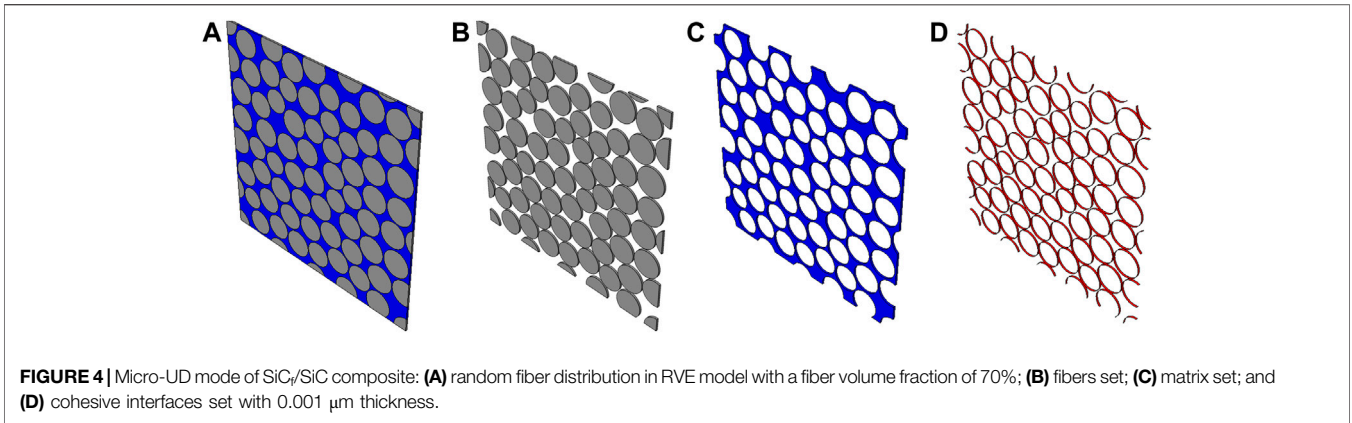 A B C D
FIGURE 4 | Micro-UD mode of SiCf/SiC composite: (A) random fiber distribution in RVE model with a fiber volume fraction of 70%; (B) fibers set; (C) matrix set; and
(D) cohesive interfaces set with 0.001 μm thickness.